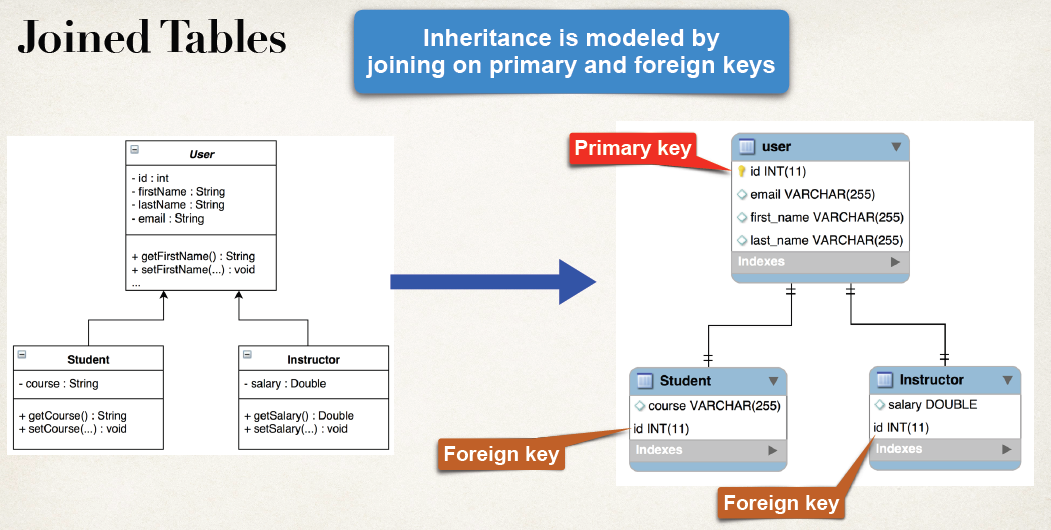 Joined Tables
Inheritance is modeled by
joining on primary and foreign keys
User
- id : int
- firstName : String
- lastName : String
- email : String
+ getFirstName() : String
+ setFirstName(...) : void
...
Student
- course : String
+ getCourse() : String
+ setCourse(...) : void
Instructor
- salary : Double
+ getSalary() : Double
+ setSalary(...) : void
Primary key
user
id INT(11)
email VARCHAR(255)
first_name VARCHAR(255)
last_name VARCHAR(255)
Indexes
Student
course VARCHAR(255)
id INT(11)
Indexes
Foreign key
Instructor
salary DOUBLE
id INT(11)
Indexes
Foreign key